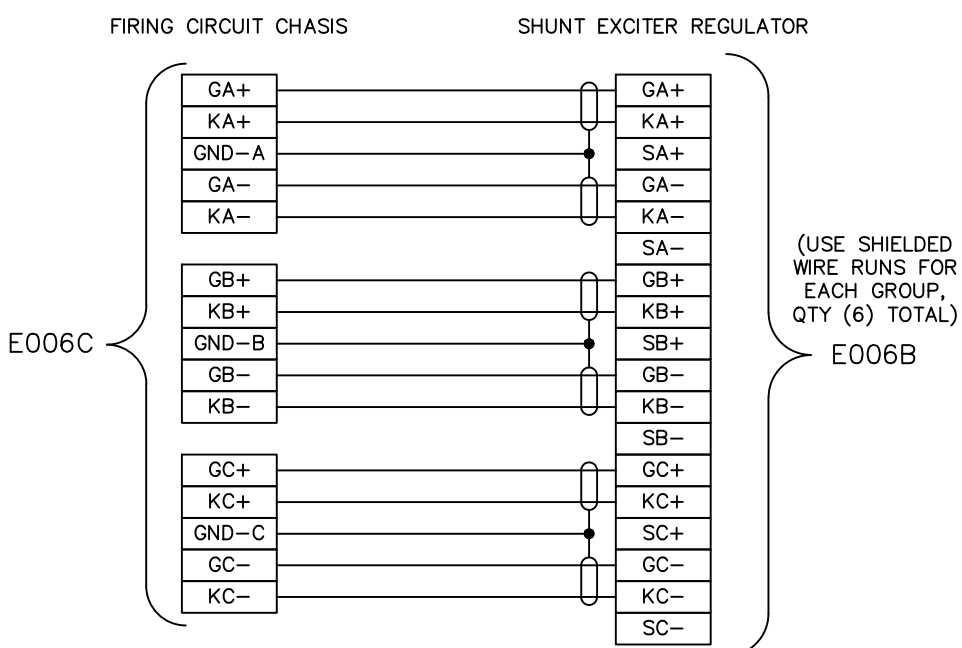 FIRING CIRCUIT CHASIS
SHUNT EXCITER REGULATOR
GA+
KA+
GND-A
GA-
KA-
GB+
KB+
GND-B
GB-
KB-
GC+
KC+
GND-C
GC-
KC-
E006C
GA+
KA+
SA+
GA-
KA-
SA-
GB+
KB+
SB+
GB-
KB-
SB-
GC+
KC+
SC+
GC-
KC-
SC-
(USE SHIELDED
WIRE RUNS FOR
EACH GROUP,
QTY (6) TOTAL)
E006B